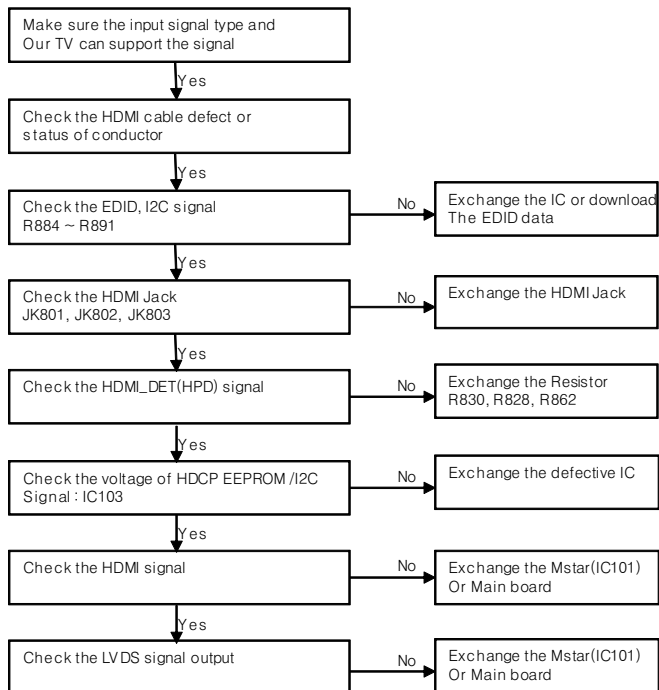 Make sure the input signal type and
Our TV can support the signal
Yes
Check the HDMI cable defect or
status of conductor
Yes
Check the EDID, I2C signal
R884 ~ R891
No
Exchange the IC or download
The EDID data
Yes
Check the HDMI Jack
JK801, JK802, JK803
No
Exchange the HDMI Jack
Yes
Check the HDMI_DET(HPD) signal
No
Exchange the Resistor
R830, R828, R862
Yes
Check the voltage of HDCP EEPROM /I2C
Signal : IC103
No
Exchange the defective IC
Yes
Check the HDMI signal
No
Exchange the Mstar(IC101)
Or Main board
Yes
Check the LVDS signal output
No
Exchange the Mstar(IC101)
Or Main board